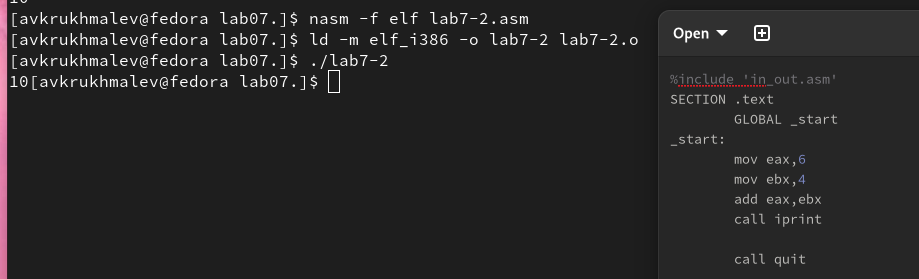 [avkrukhmalev@fedora lab07.]$ nasm -f elf lab7-2.asm
[avkrukhmalev@fedora lab07.]$ ld -m elf_i386 -o lab7-2 lab7-2.o
[avkrukhmalev@fedora lab07.]$ ./lab7-2
10[avkrukhmalev@fedora lab07.]$
Open
%include 'in_out.asm'
SECTION .text
GLOBAL _start
_start:
mov eax,6
mov ebx,4
add eax,ebx
call iprint
call quit